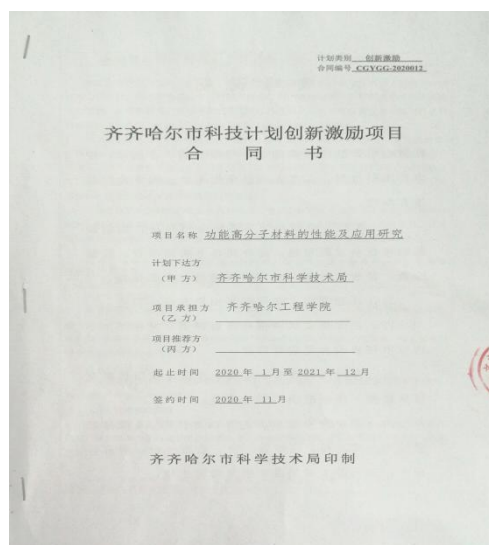 计划类别 创新激励
合同编号 CGYGG-2020012
齐齐哈尔市科技计划创新激励项目
合 同 书
项目名称 功能高分子材料的性能及应用研究
计划下达方
(甲 方) 齐齐哈尔市科学技术局
项目承担方 齐齐哈尔工程学院
(乙 方)
项目推荐方
(丙 方)
起止时间 2020 年 1 月至 2021 年 12 月
签约时间 2020 年 11 月
齐齐哈尔市科学技术局印制